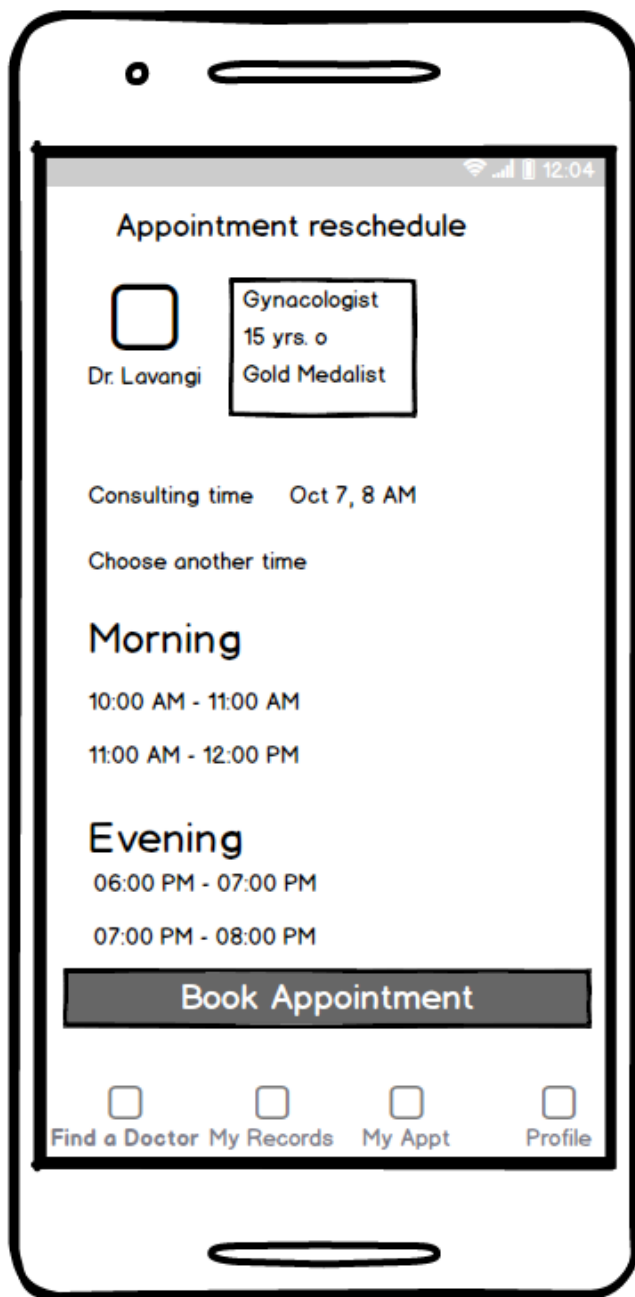 12:04
Appointment reschedule
Gynacologist
15 yrs. o
Gold Medalist
Dr. Lavangi
Consulting time Oct 7, 8 AM
Choose another time
Morning
10:00 AM - 11:00 AM
11:00 AM - 12:00 PM
Evening
06:00 PM - 07:00 PM
07:00 PM - 08:00 PM
Book Appointment
Find a Doctor My Records My Appt Profile